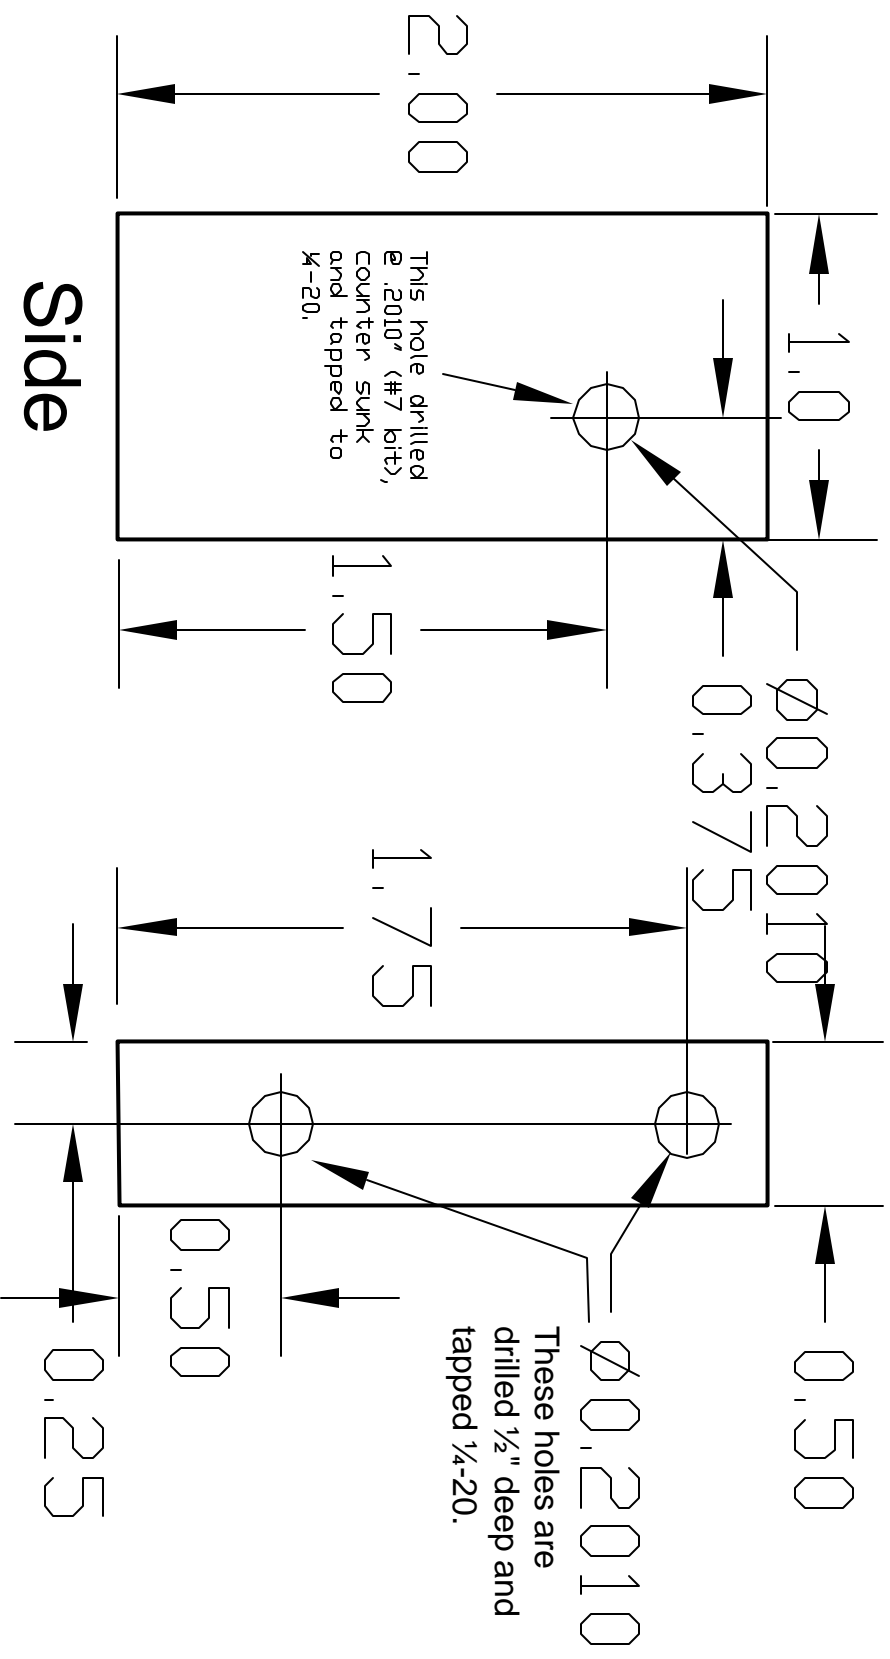 2.00
1.0
This hole drilled
@ .2010" (#7 bit),
counter sunk
and tapped to
¼-20.
Side
1.50
Ø0.2010
0.375
1.75
0.50
0.50
0.25
Ø0.2010
These holes are
drilled ½" deep and
tapped ¼-20.